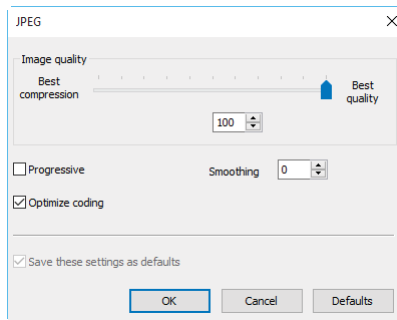 JPEG
Image quality
Best compression
Best quality
100
Progressive
Smoothing 0
Optimize coding
Save these settings as defaults
OK Cancel Defaults